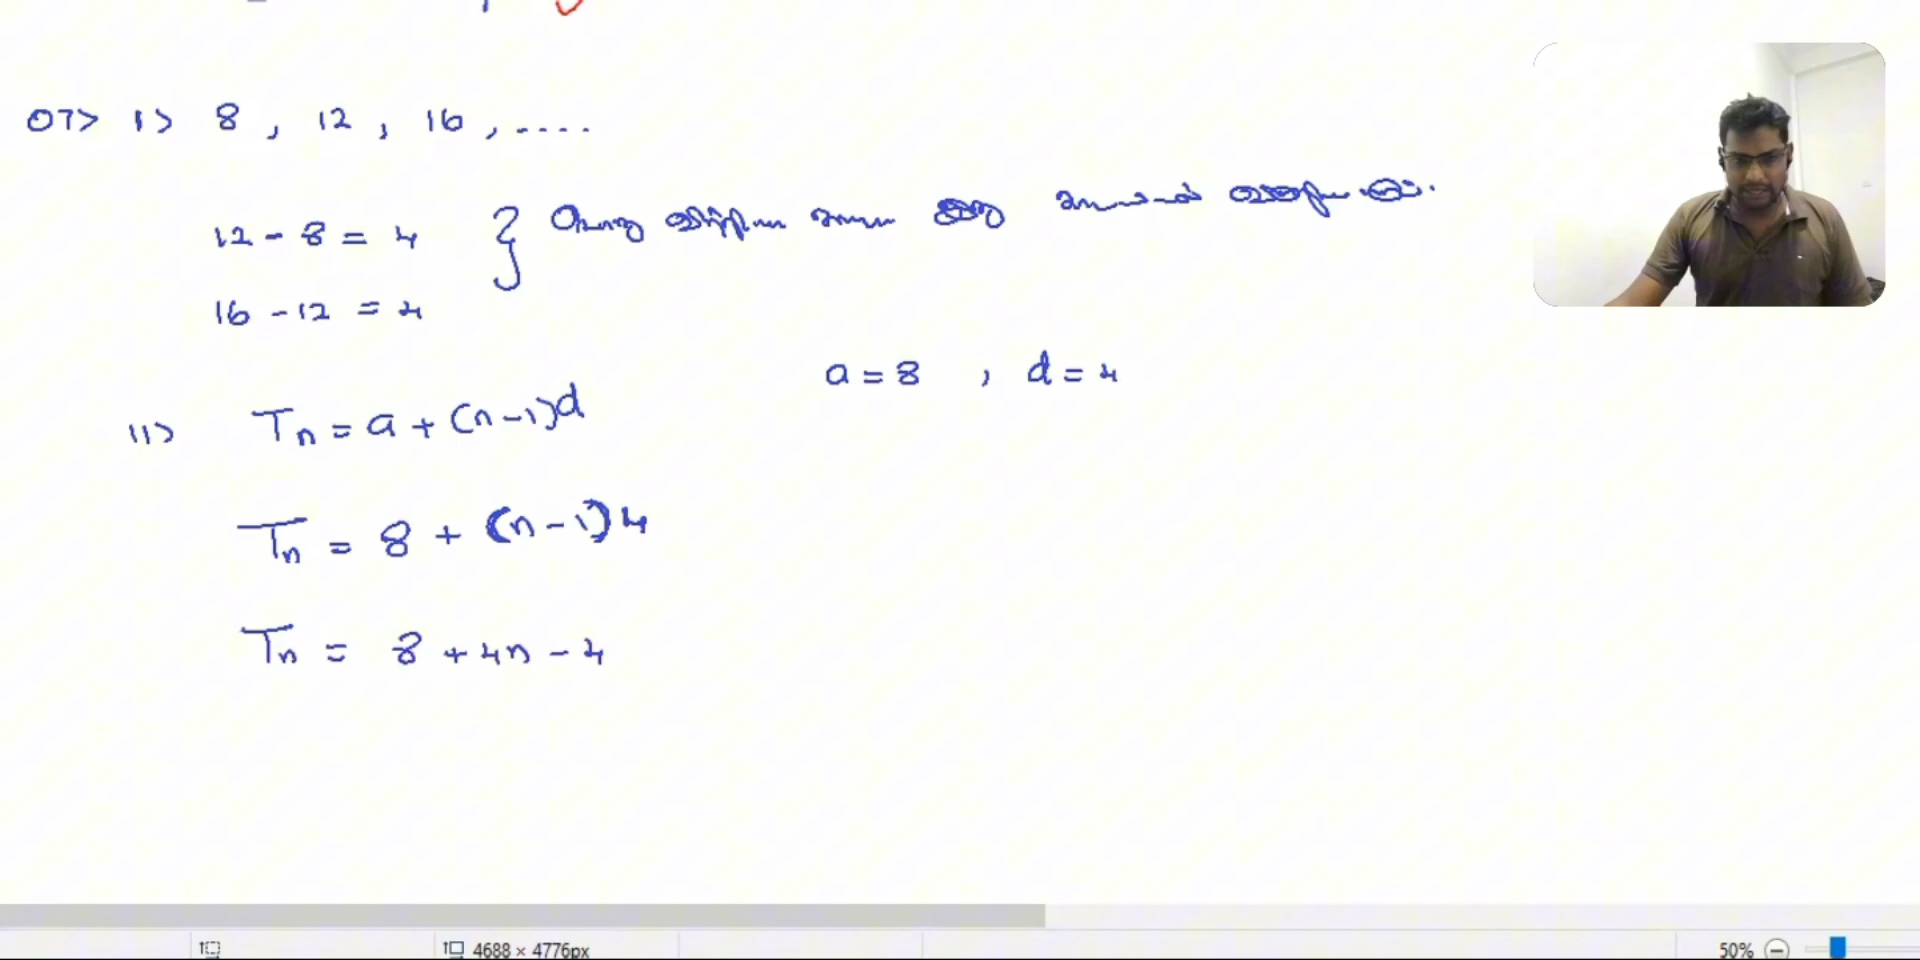 07> 1> 8 , 12 , 16 , ....
12 - 8 = 4 }
16 - 12 = 4
a = 8 , d = 4
11> Tn = a + (n-1)d
Tn = 8 + (n-1)4
Tn = 8 + 4n - 4
4688 × 4776px
50%